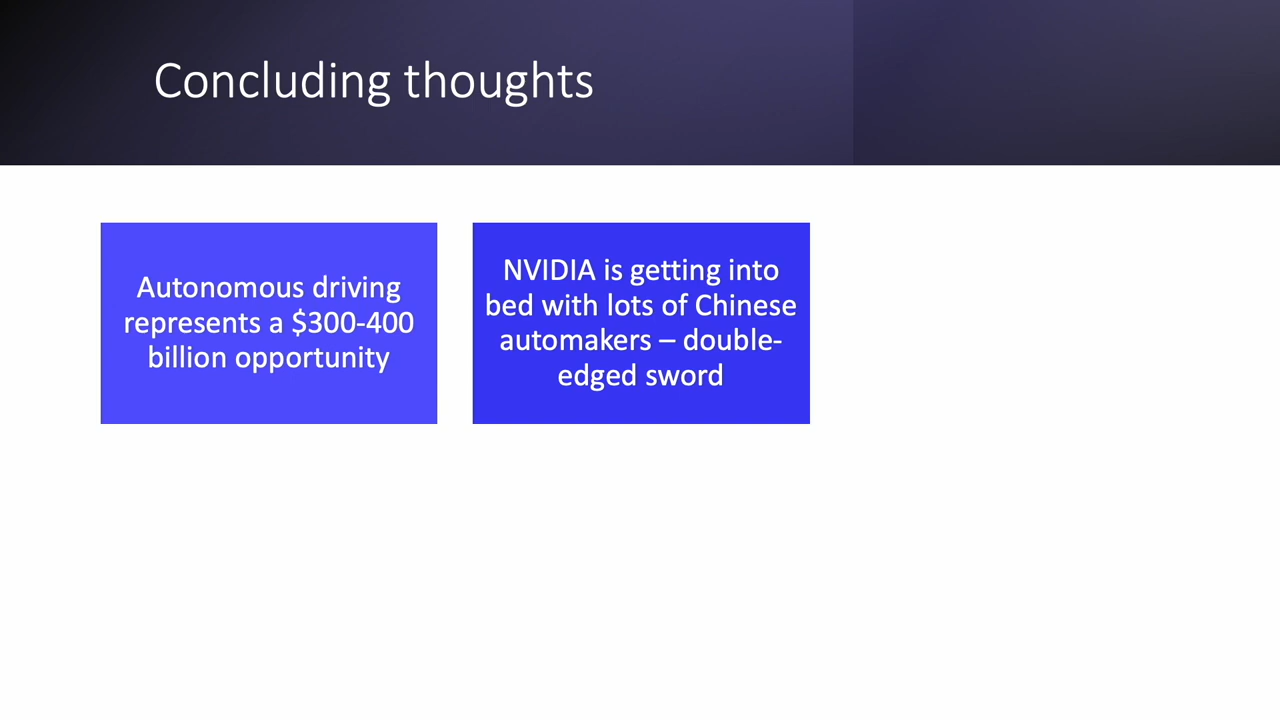 Concluding thoughts
Autonomous driving
represents a $300-400
billion opportunity
NVIDIA is getting into
bed with lots of Chinese
automakers – double-
edged sword